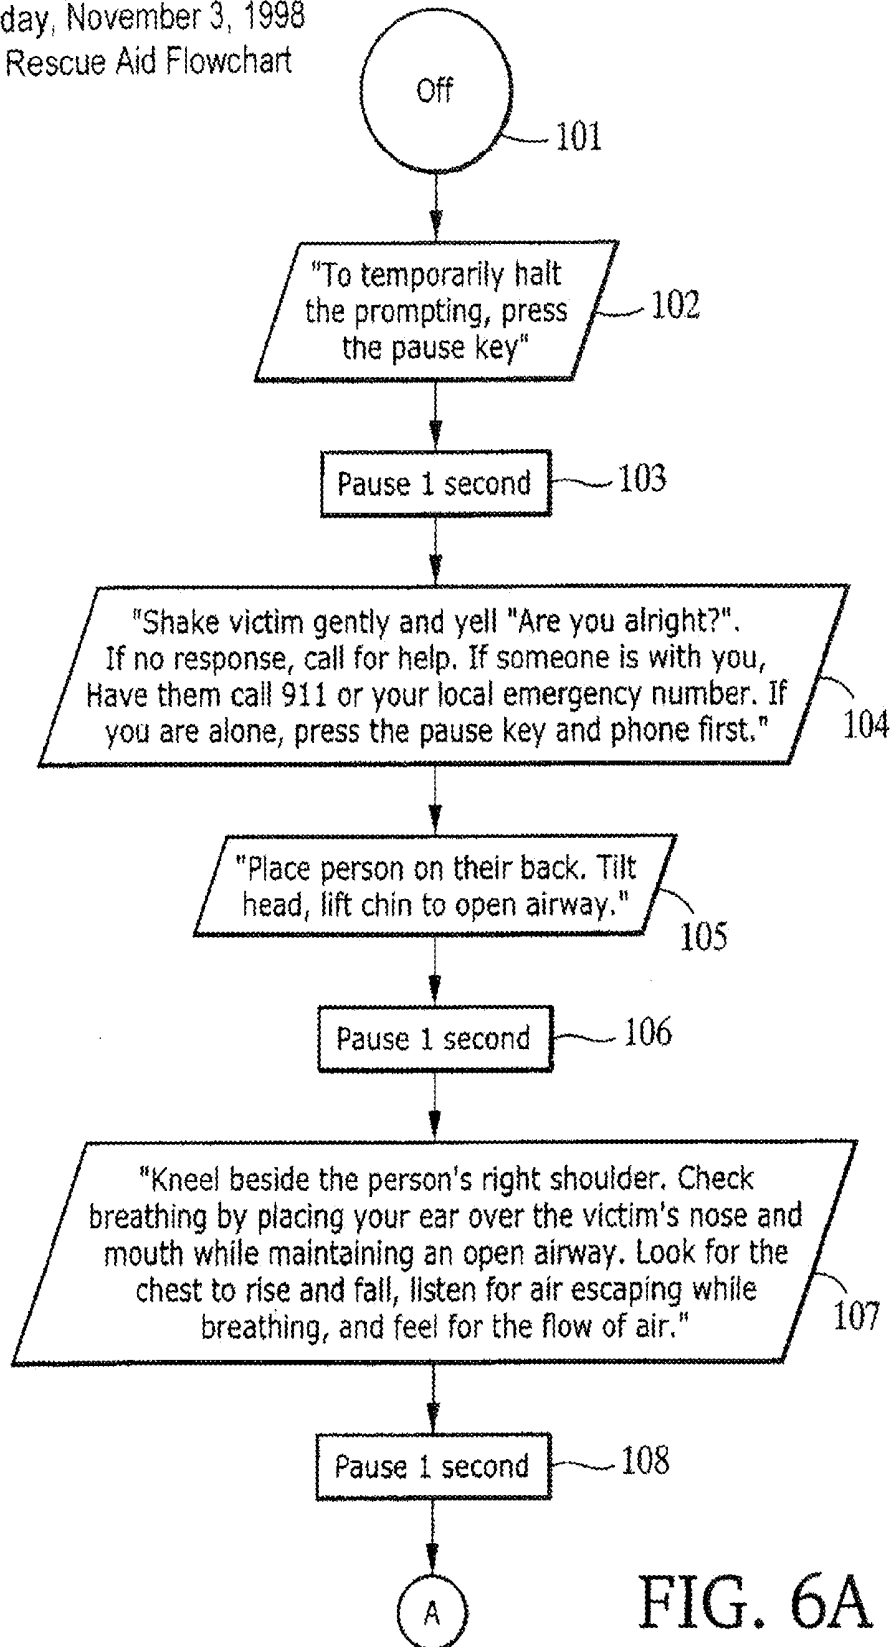 day, November 3, 1998
Rescue Aid Flowchart
Off
101
"To temporarily halt
the prompting, press
the pause key"
102
Pause 1 second
103
"Shake victim gently and yell "Are you alright?".
If no response, call for help. If someone is with you,
Have them call 911 or your local emergency number. If
you are alone, press the pause key and phone first."
104
"Place person on their back. Tilt
head, lift chin to open airway."
105
Pause 1 second
106
"Kneel beside the person's right shoulder. Check
breathing by placing your ear over the victim's nose and
mouth while maintaining an open airway. Look for the
chest to rise and fall, listen for air escaping while
breathing, and feel for the flow of air."
107
Pause 1 second
108
A
FIG. 6A